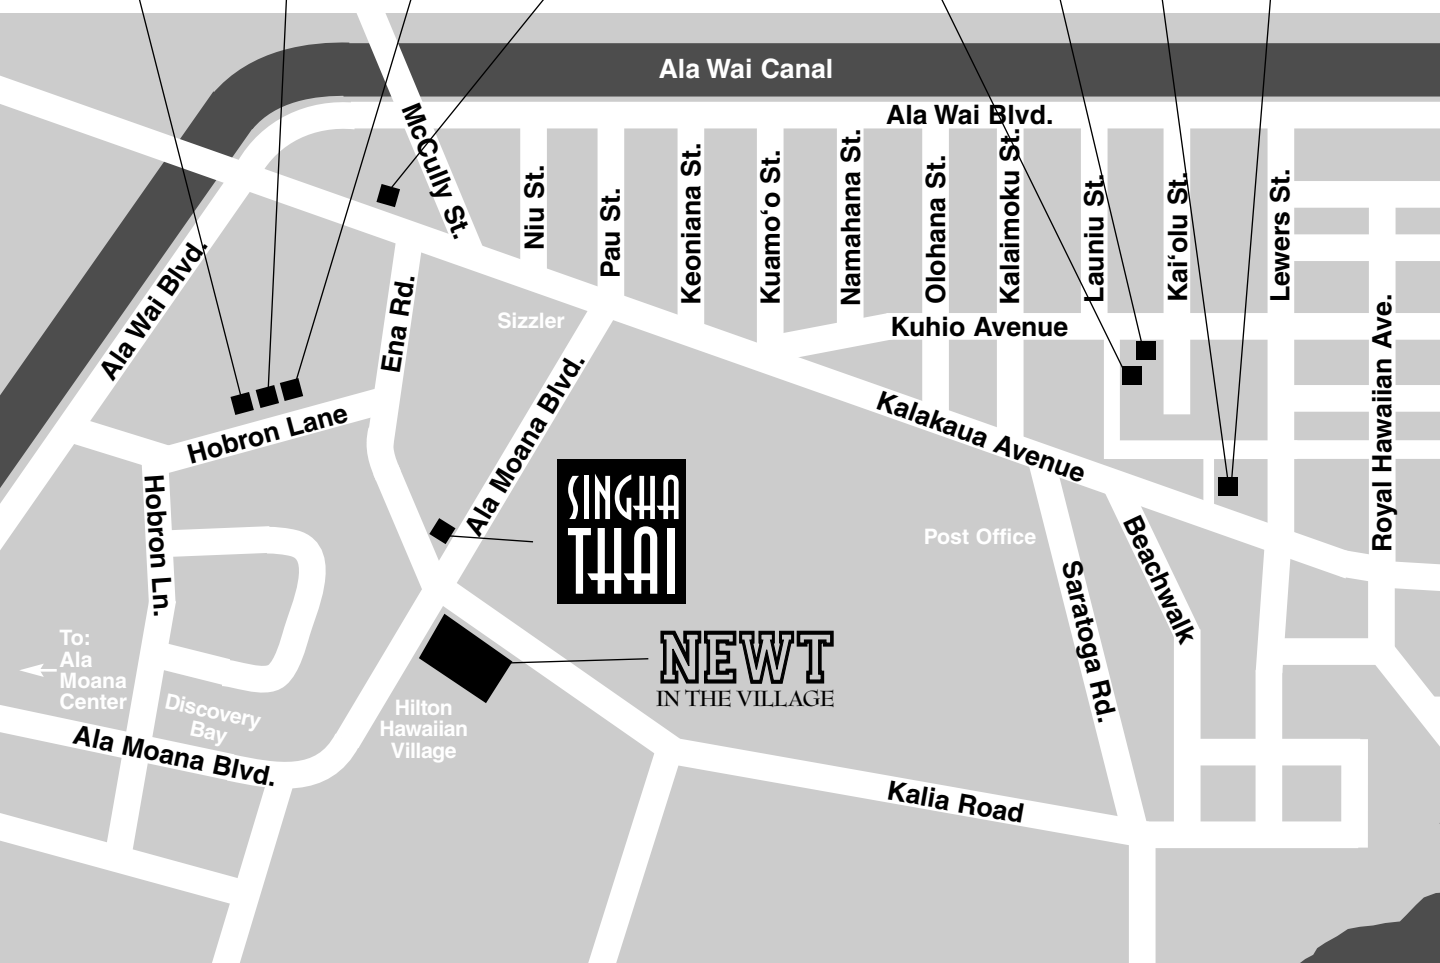 Ala Wai Canal
Ala Wai Blvd.
McCully St.
Niu St.
Pau St.
Keoniana St.
Kuamoʻo St.
Namahana St.
Olohana St.
Kalaimoku St.
Launiu St.
Kaiʻolu St.
Lewers St.
Ala Wai Blvd.
Ena Rd.
Sizzler
Kuhio Avenue
Royal Hawaiian Ave.
Hobron Lane
Ala Moana Blvd.
Kalakaua Avenue
Hobron Ln.
SINGHA
THAI
Post Office
Beachwalk
Saratoga Rd.
To:
Ala
Moana
Center
NEWT
IN THE VILLAGE
Discovery
Bay
Hilton
Hawaiian
Village
Ala Moana Blvd.
Kalia Road